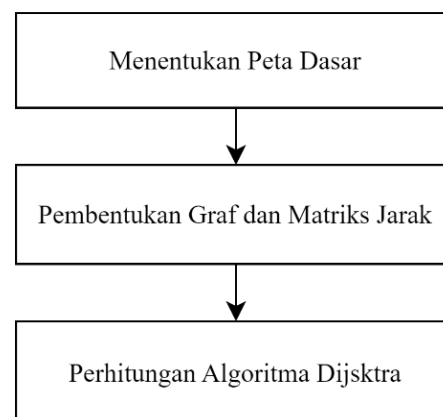 Menentukan Peta Dasar
Pembentukan Graf dan Matriks Jarak
Perhitungan Algoritma Dijsktra